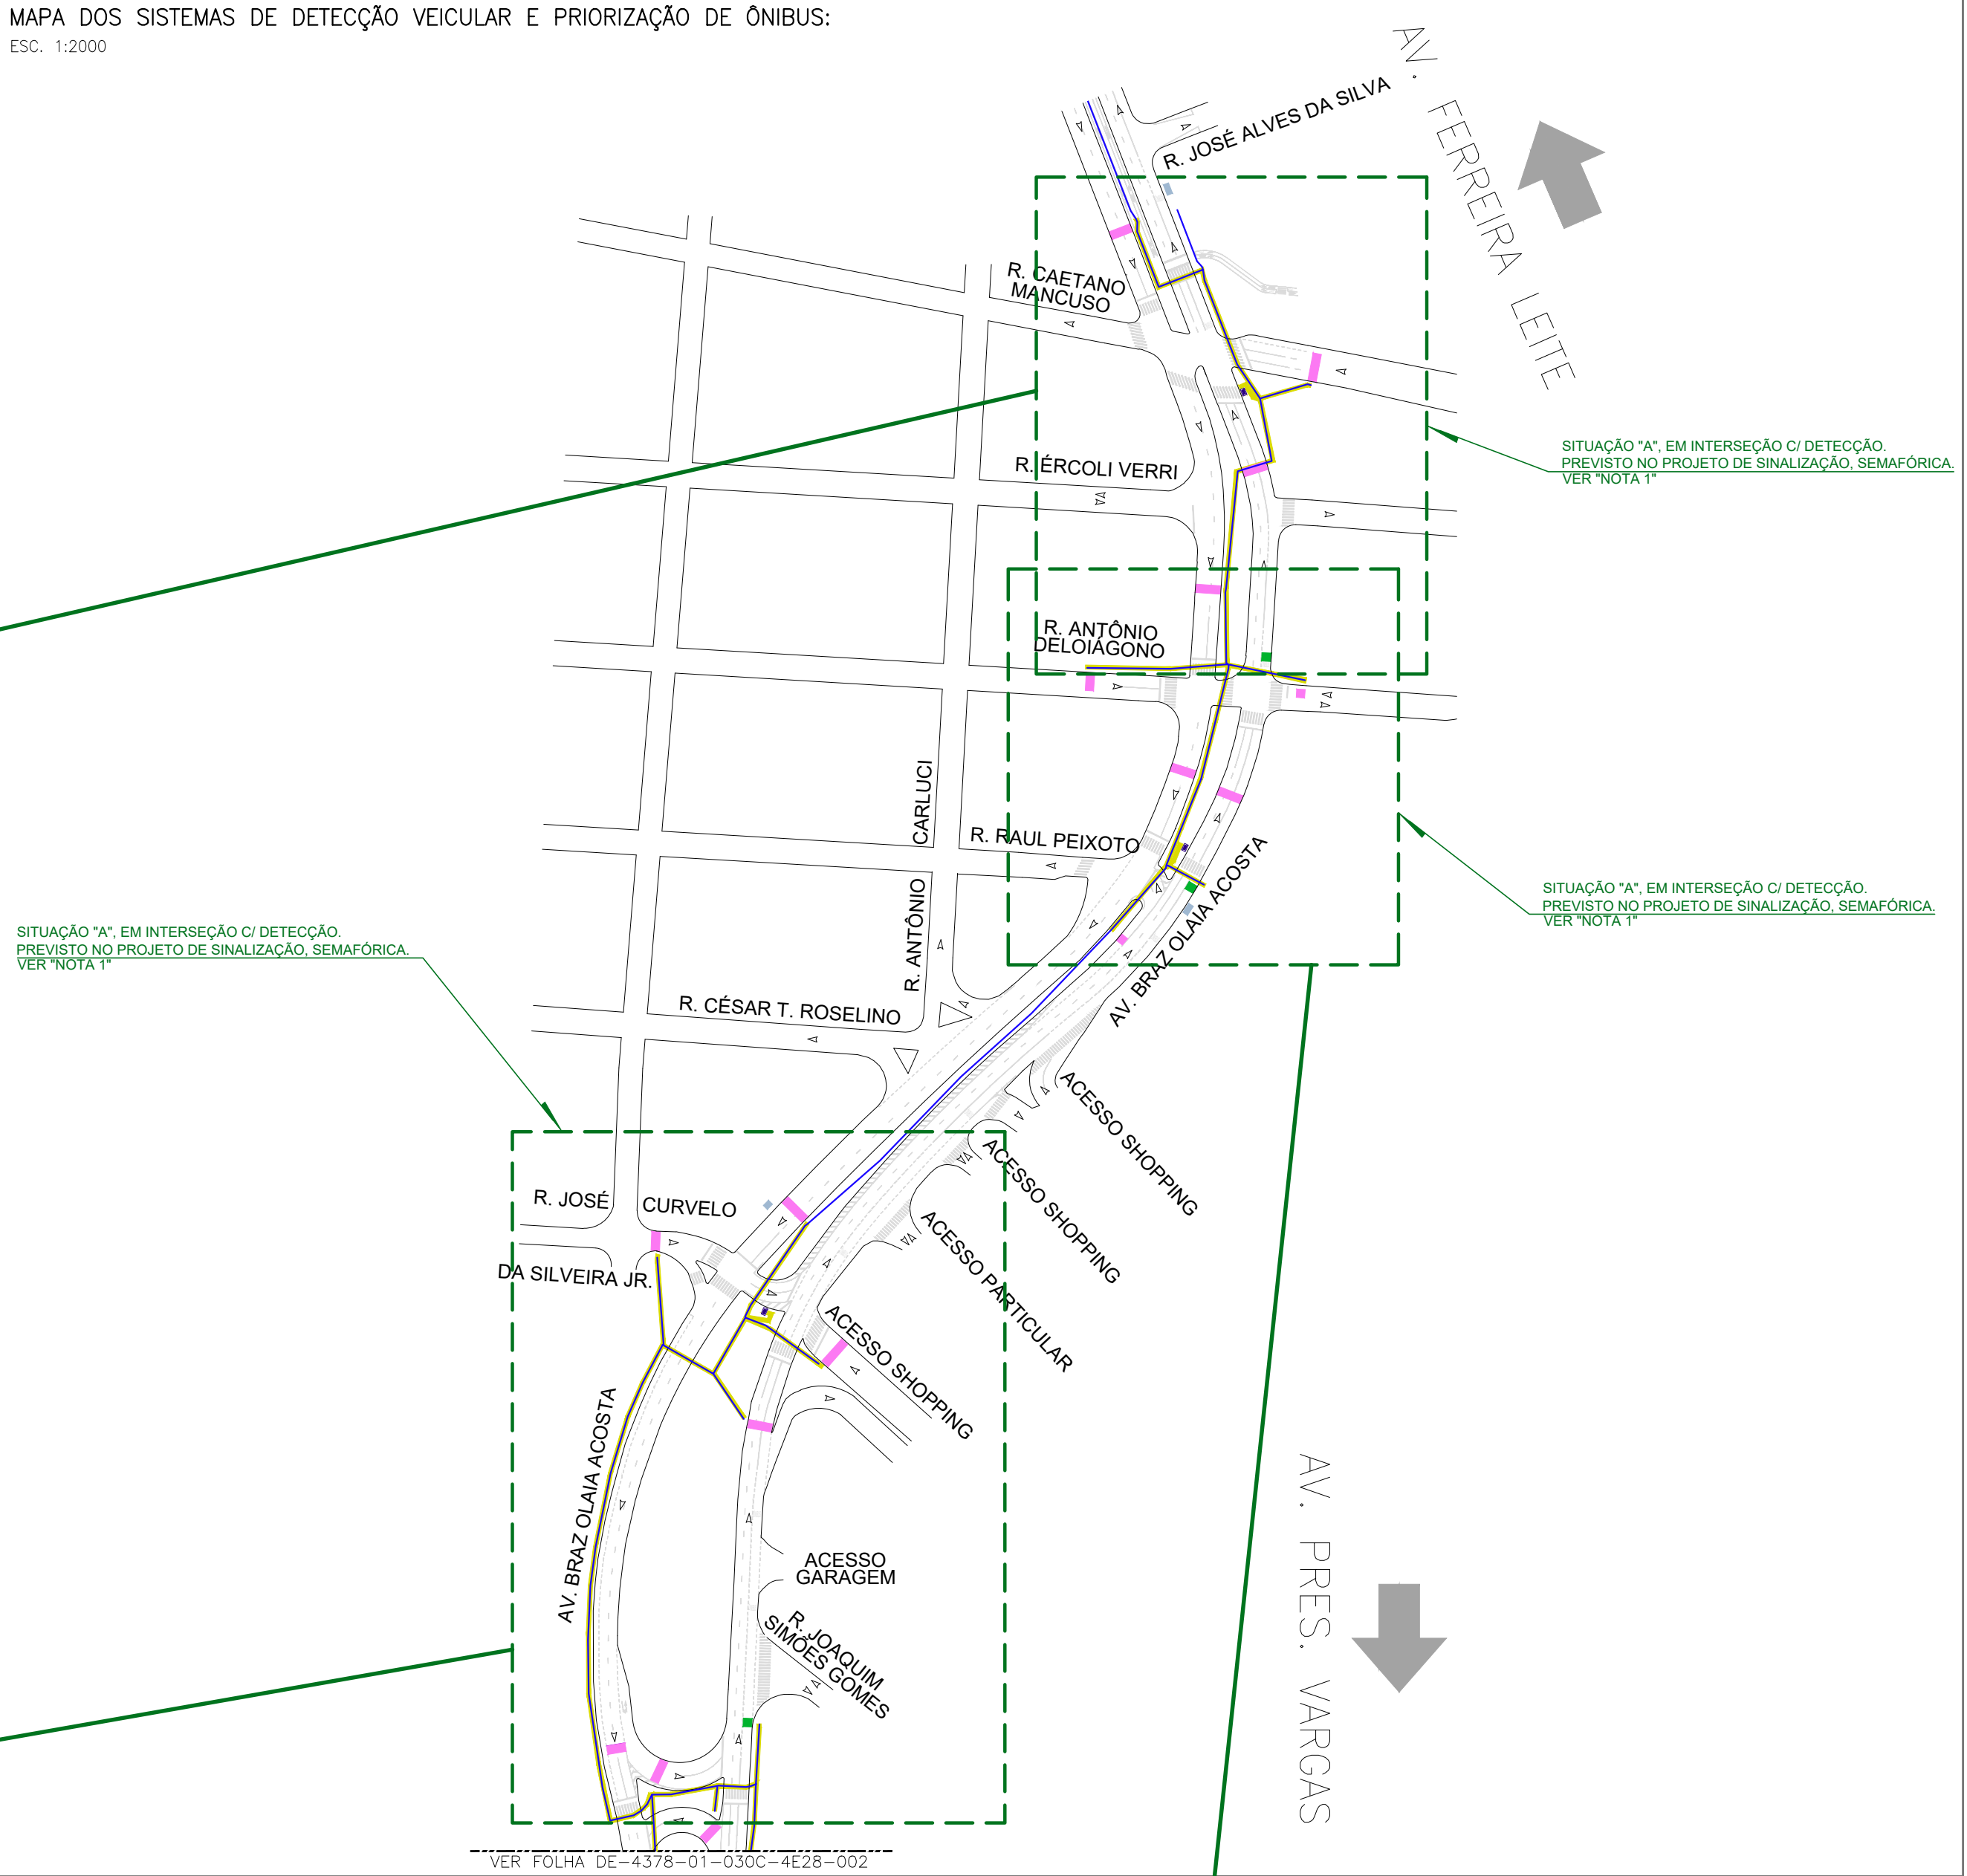 MAPA DOS SISTEMAS DE DETECÇÃO VEICULAR E PRIORIZAÇÃO DE ÔNIBUS:
ESC. 1:2000
AV. FERREIRA LEITE
R. JOSÉ ALVES DA SILVA
R. CAETANO
MANCUSO
R. ÉRCOLI VERRI
SITUAÇÃO "A", EM INTERSEÇÃO C/ DETECÇÃO.
PREVISTO NO PROJETO DE SINALIZAÇÃO, SEMAFÓRICA.
VER "NOTA 1"
R. ANTÔNIO
DELOIÁGONO
R. ANTÔNIO CARLUCI
R. RAUL PEIXOTO
AV. BRAZ OLAIA ACOSTA
SITUAÇÃO "A", EM INTERSEÇÃO C/ DETECÇÃO.
PREVISTO NO PROJETO DE SINALIZAÇÃO, SEMAFÓRICA.
VER "NOTA 1"
SITUAÇÃO "A", EM INTERSEÇÃO C/ DETECÇÃO.
PREVISTO NO PROJETO DE SINALIZAÇÃO, SEMAFÓRICA.
VER "NOTA 1"
R. CÉSAR T. ROSELINO
ACESSO SHOPPING
ACESSO SHOPPING
ACESSO PARTICULAR
ACESSO SHOPPING
R. JOSÉ CURVELO
DA SILVEIRA JR.
AV. BRAZ OLAIA ACOSTA
ACESSO
GARAGEM
R. JOAQUIM
SIMÕES GOMES
AV. PRES. VARGAS
VER FOLHA DE-4378-01-030C-4E28-002